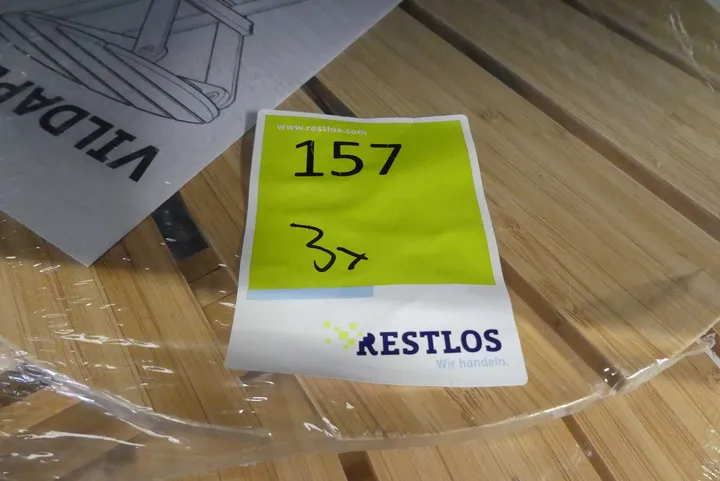 VILDAP
www.restlos.com
157
3x
RESTLOS
Wir handeln.